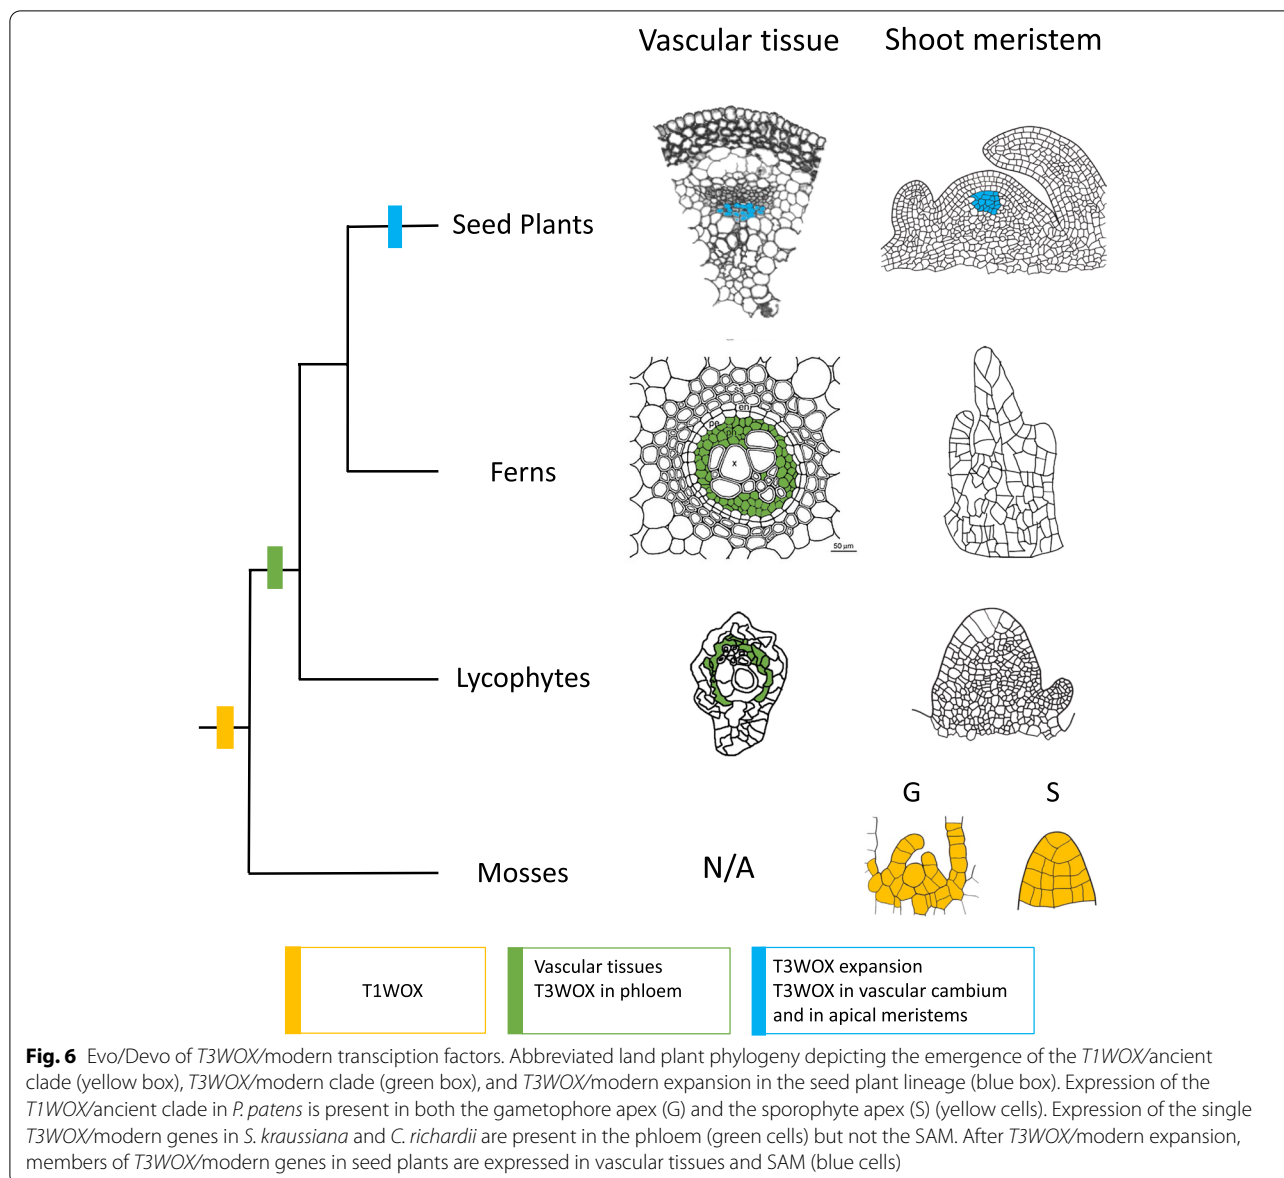 Vascular tissue
Shoot meristem
Seed Plants
Ferns
ss
en
pe
ph
x
50 µm
Lycophytes
G
S
Mosses
N/A
T1WOX
Vascular tissues
T3WOX in phloem
T3WOX expansion
T3WOX in vascular cambium
and in apical meristems
Fig. 6 Evo/Devo of T3WOX/modern transciption factors. Abbreviated land plant phylogeny depicting the emergence of the T1WOX/ancient
clade (yellow box), T3WOX/modern clade (green box), and T3WOX/modern expansion in the seed plant lineage (blue box). Expression of the
T1WOX/ancient clade in P. patens is present in both the gametophore apex (G) and the sporophyte apex (S) (yellow cells). Expression of the single
T3WOX/modern genes in S. kraussiana and C. richardii are present in the phloem (green cells) but not the SAM. After T3WOX/modern expansion,
members of T3WOX/modern genes in seed plants are expressed in vascular tissues and SAM (blue cells)